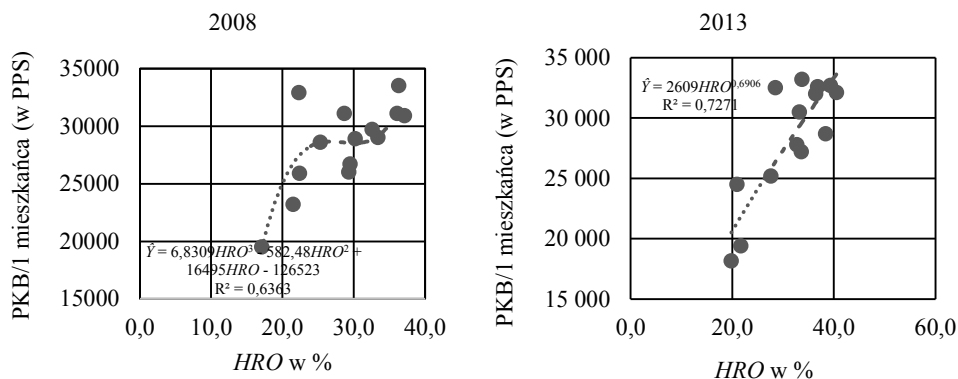 2008
PKB/1 mieszkańca (w PPS)
35000
30000
25000
20000
15000
Ŷ = 6,8309HRO³ - 582,48HRO² +
16495HRO - 126523
R² = 0,6363
0,0 10,0 20,0 30,0 40,0
HRO w %
2013
PKB/1 mieszkańca (w PPS)
35 000
30 000
25 000
20 000
15 000
Ŷ = 2609HRO⁰,⁶⁹⁰⁶
R² = 0,7271
0,0 20,0 40,0 60,0
HRO w %